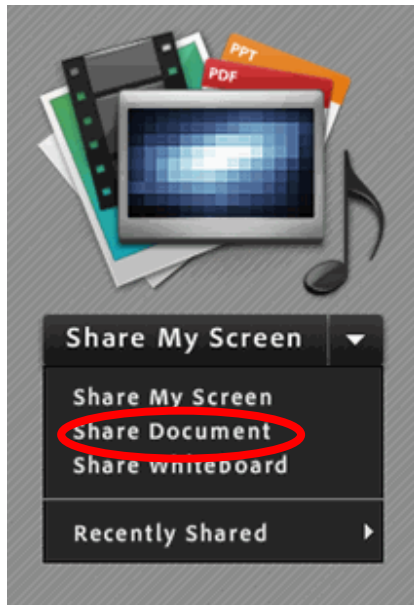 PPT
PDF
Share My Screen
Share My Screen
Share Document
Share Whiteboard
Recently Shared